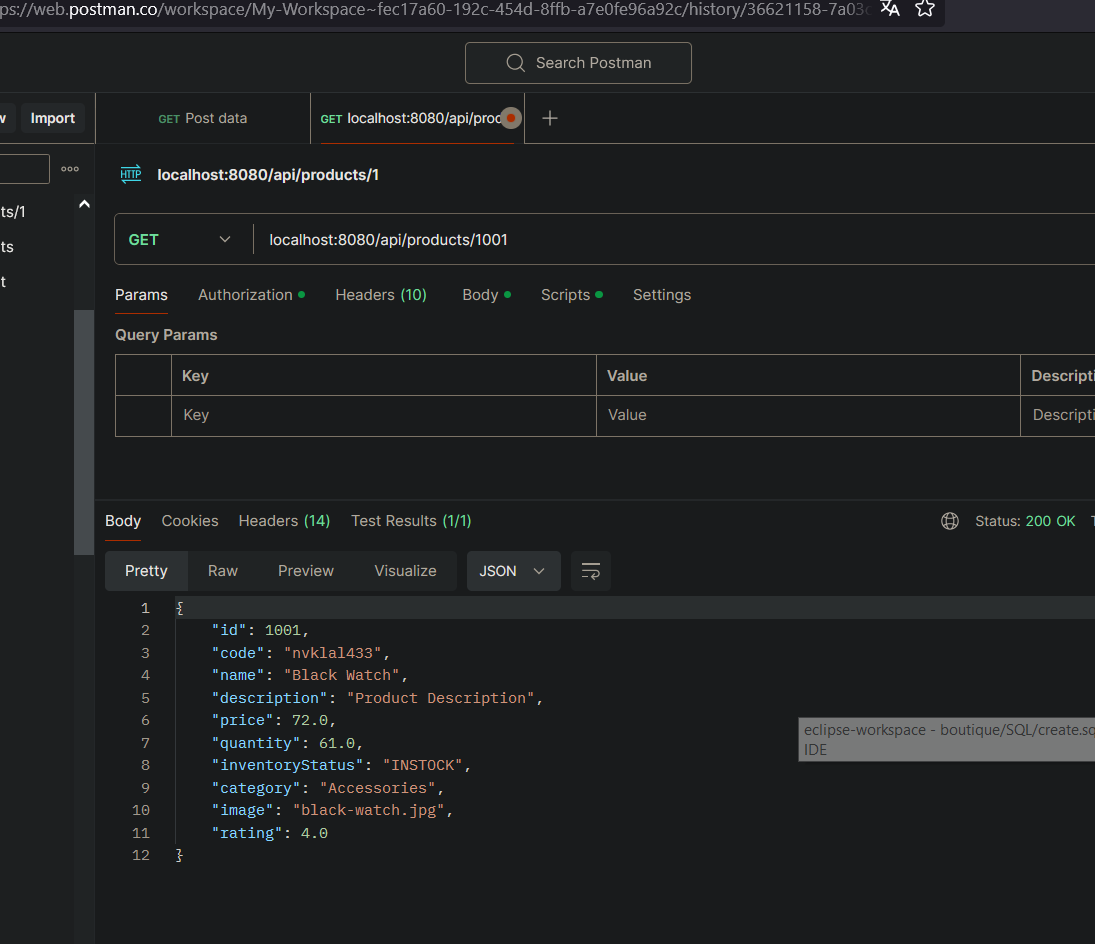 ps://web.postman.co/workspace/My-Workspace~fec17a60-192c-454d-8ffb-a7e0fe96a92c/history/36621158-7a03c
Search Postman
w Import GET Post data GET localhost:8080/api/proc
HTTP localhost:8080/api/products/1
ts/1
ts
t
GET localhost:8080/api/products/1001
Params Authorization Headers (10) Body Scripts Settings
Query Params
Key Value Descripti
Key Value Descripti
Body Cookies Headers (14) Test Results (1/1) Status: 200 OK T
Pretty Raw Preview Visualize JSON
1 {
2 "id": 1001,
3 "code": "nvklal433",
4 "name": "Black Watch",
5 "description": "Product Description",
6 "price": 72.0,
7 "quantity": 61.0,
8 "inventoryStatus": "INSTOCK",
9 "category": "Accessories",
10 "image": "black-watch.jpg",
11 "rating": 4.0
12 }
eclipse-workspace - boutique/SQL/create.sq
IDE